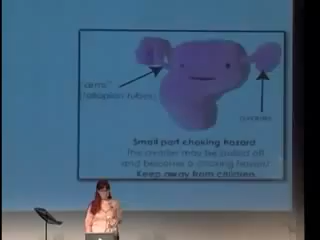 "arms"
(fallopian tubes)
(ovaries)
Small part choking hazard
(the ovaries may be pulled off
and become a choking hazard)
Keep away from children.